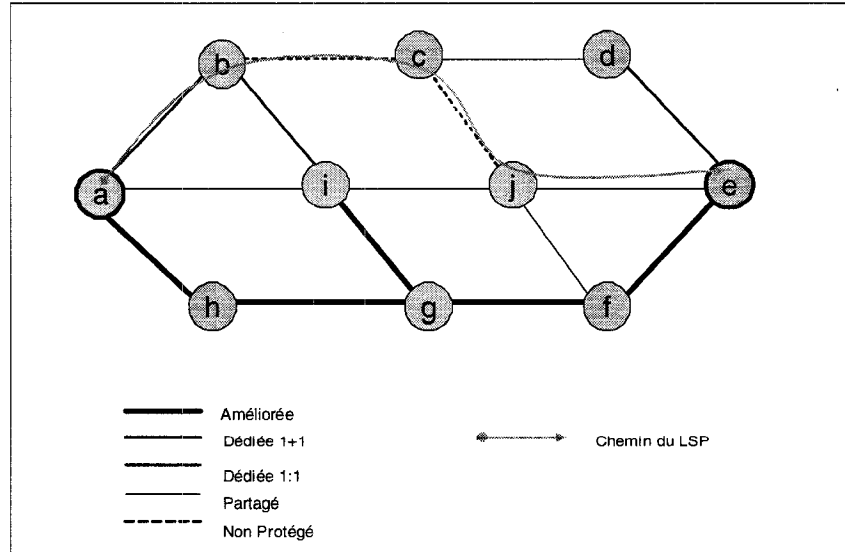 b
c
d
a
i
j
e
h
g
f
Améliorée
Dédiée 1+1
Dédiée 1:1
Partagé
Non Protégé
Chemin du LSP